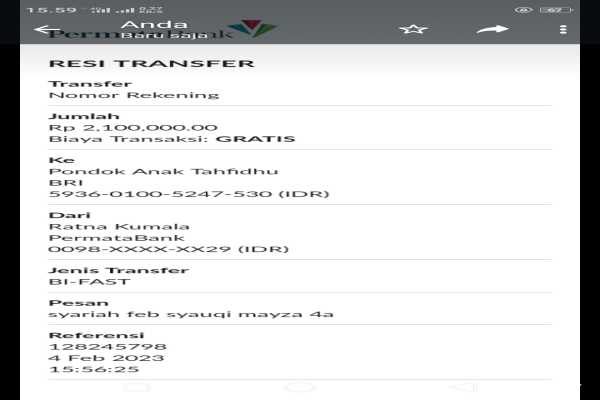 15.59
Anda
Baru saja
PermataBank
RESI TRANSFER
Transfer
Nomor Rekening
Jumlah
Rp 2,100,000.00
Biaya Transaksi: GRATIS
Ke
Pondok Anak Tahfidhu
BRI
5936-0100-5247-530 (IDR)
Dari
Ratna Kumala
PermataBank
0098-XXXX-XX29 (IDR)
Jenis Transfer
BI-FAST
Pesan
syariah feb syauqi mayza 4a
Referensi
128245798
4 Feb 2023
15:56:25